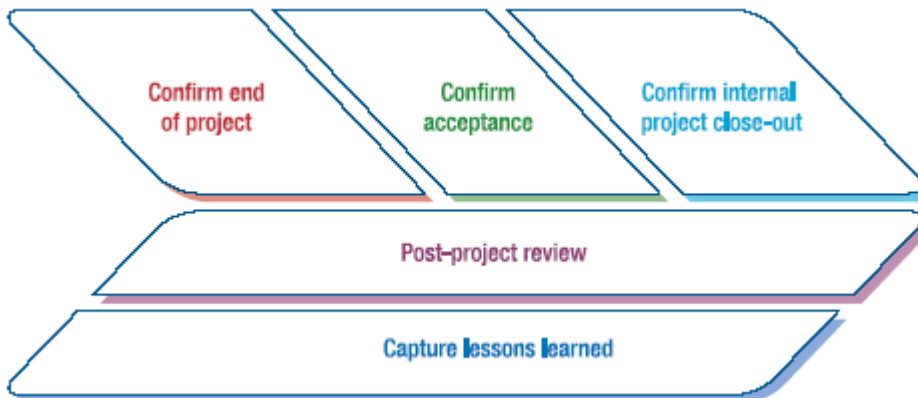 Confirm end
of project
Confirm
acceptance
Confirm internal
project close-out
Post-project review
Capture lessons learned